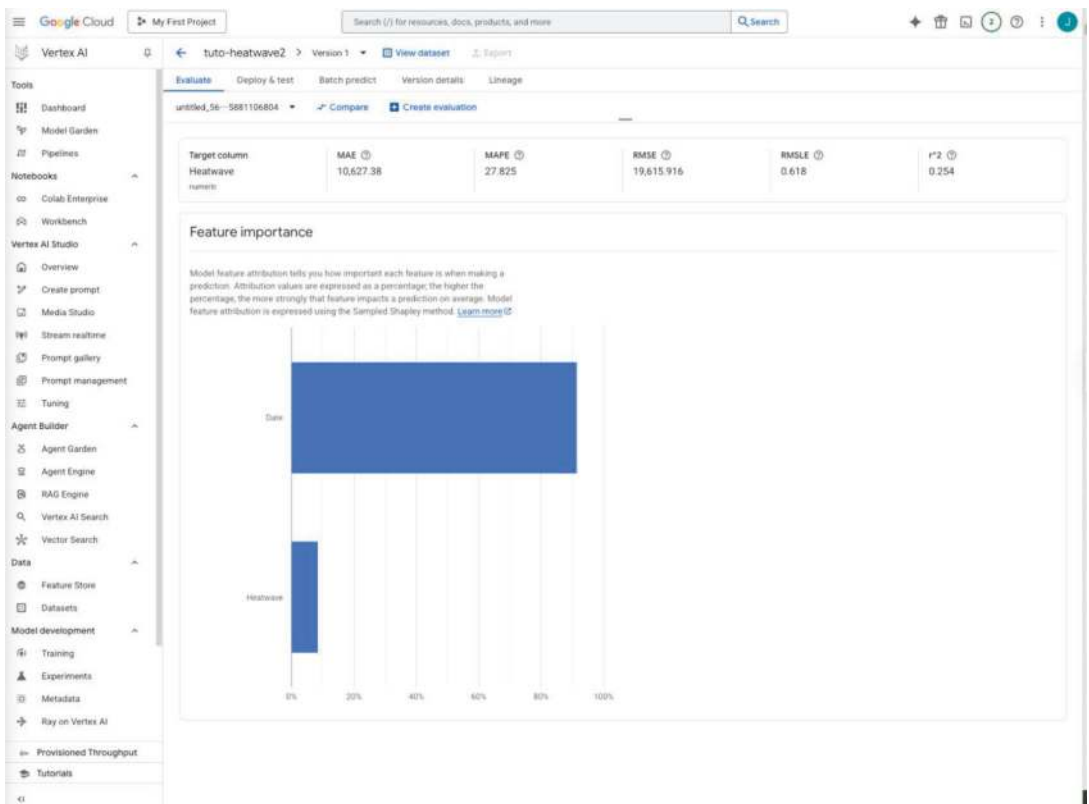 Google Cloud
My First Project
Search (/) for resources, docs, products, and more
Search
2
J
Vertex AI
tuto-heatwave2
Version 1
View dataset
Export
Tools
Dashboard
Model Garden
Pipelines
Notebooks
Colab Enterprise
Workbench
Vertex AI Studio
Overview
Create prompt
Media Studio
Stream realtime
Prompt gallery
Prompt management
Tuning
Agent Builder
Agent Garden
Agent Engine
RAG Engine
Vertex AI Search
Vector Search
Data
Feature Store
Datasets
Model development
Training
Experiments
Metadata
Ray on Vertex AI
Provisioned Throughput
Tutorials
Evaluate Deploy & test Batch predict Version details Lineage
untitled_56···5881106804 Compare Create evaluation
Target column MAE MAPE RMSE RMSLE r^2
Heatwave 10,627.38 27.825 19,615.916 0.618 0.254
numeric
Feature importance
Model feature attribution tells you how important each feature is when making a
prediction. Attribution values are expressed as a percentage; the higher the
percentage, the more strongly that feature impacts a prediction on average. Model
feature attribution is expressed using the Sampled Shapley method. Learn more
Date
Heatwave
0% 20% 40% 60% 80% 100%